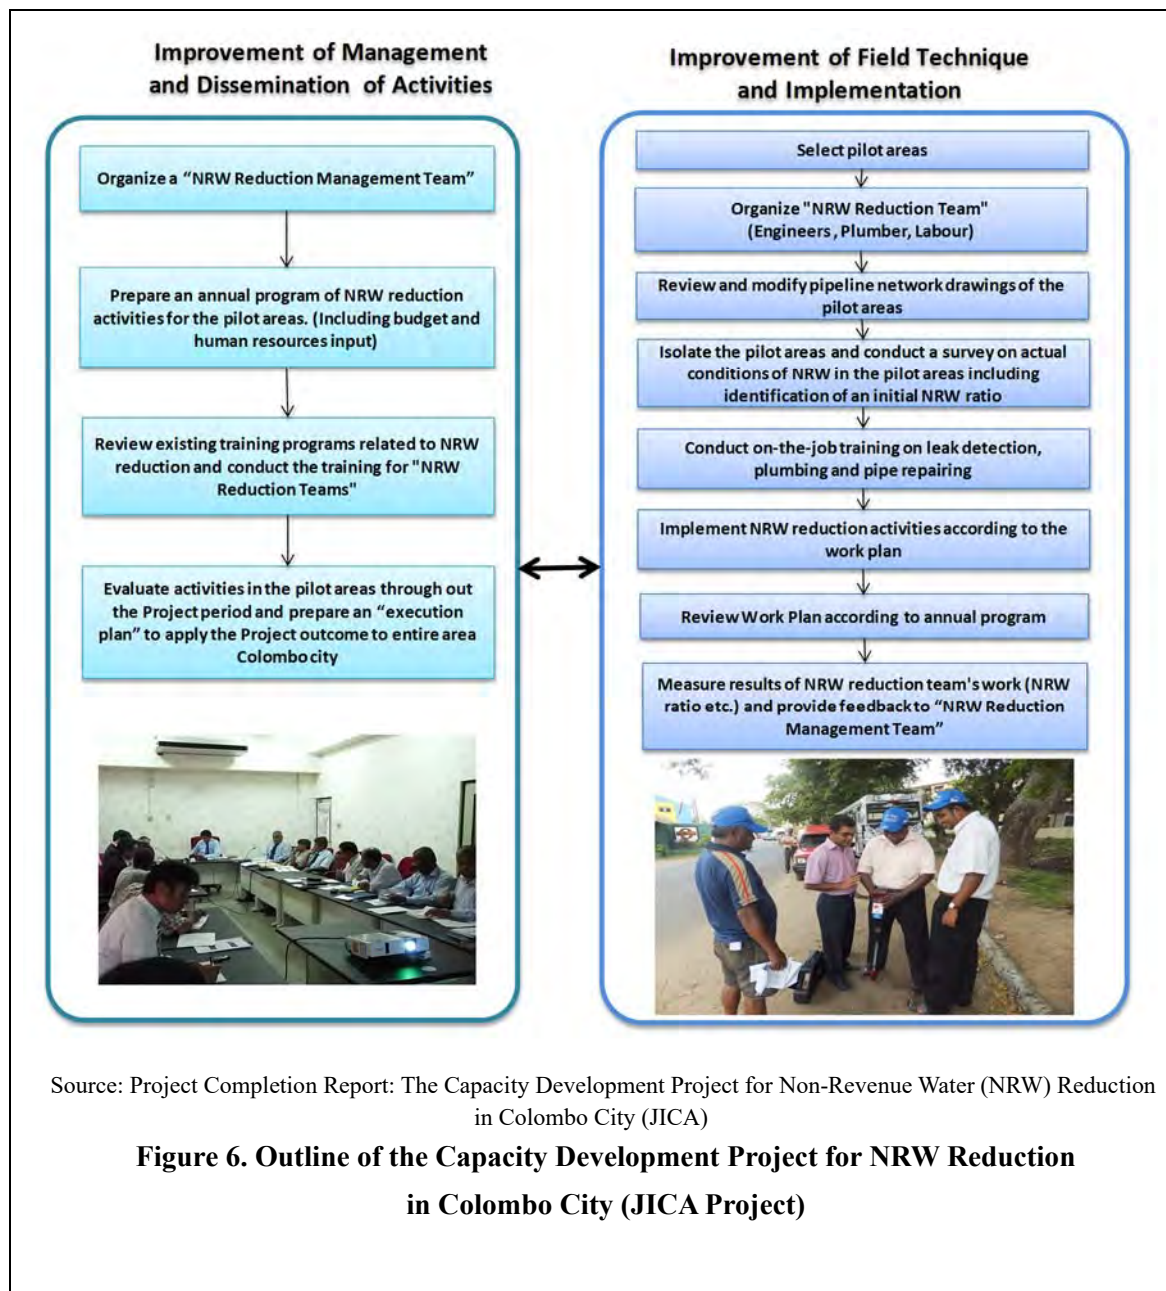 Improvement of Management
and Dissemination of Activities
Organize a “NRW Reduction Management Team”
Prepare an annual program of NRW reduction
activities for the pilot areas. (Including budget and
human resources input)
Review existing training programs related to NRW
reduction and conduct the training for "NRW
Reduction Teams"
Evaluate activities in the pilot areas through out
the Project period and prepare an “execution
plan” to apply the Project outcome to entire area
Colombo city
Improvement of Field Technique
and Implementation
Select pilot areas
Organize "NRW Reduction Team"
(Engineers , Plumber, Labour)
Review and modify pipeline network drawings of the
pilot areas
Isolate the pilot areas and conduct a survey on actual
conditions of NRW in the pilot areas including
identification of an initial NRW ratio
Conduct on-the-job training on leak detection,
plumbing and pipe repairing
Implement NRW reduction activities according to the
work plan
Review Work Plan according to annual program
Measure results of NRW reduction team's work (NRW
ratio etc.) and provide feedback to “NRW Reduction
Management Team”
Source: Project Completion Report: The Capacity Development Project for Non-Revenue Water (NRW) Reduction
in Colombo City (JICA)
Figure 6. Outline of the Capacity Development Project for NRW Reduction
in Colombo City (JICA Project)